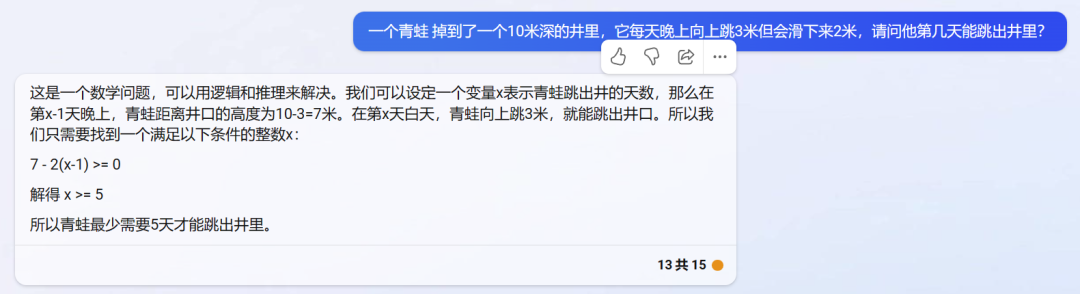 一个青蛙 掉到了一个10米深的井里，它每天晚上向上跳3米但会滑下来2米，请问他第几天能跳出井里？
这是一个数学问题，可以用逻辑和推理来解决。我们可以设定一个变量x表示青蛙跳出井的天数，那么在
第x-1天晚上，青蛙距离井口的高度为10-3=7米。在第x天白天，青蛙向上跳3米，就能跳出井口。所以我
们只需要找到一个满足以下条件的整数x：
7 - 2(x-1) >= 0
解得 x >= 5
所以青蛙最少需要5天才能跳出井里。
13 共 15